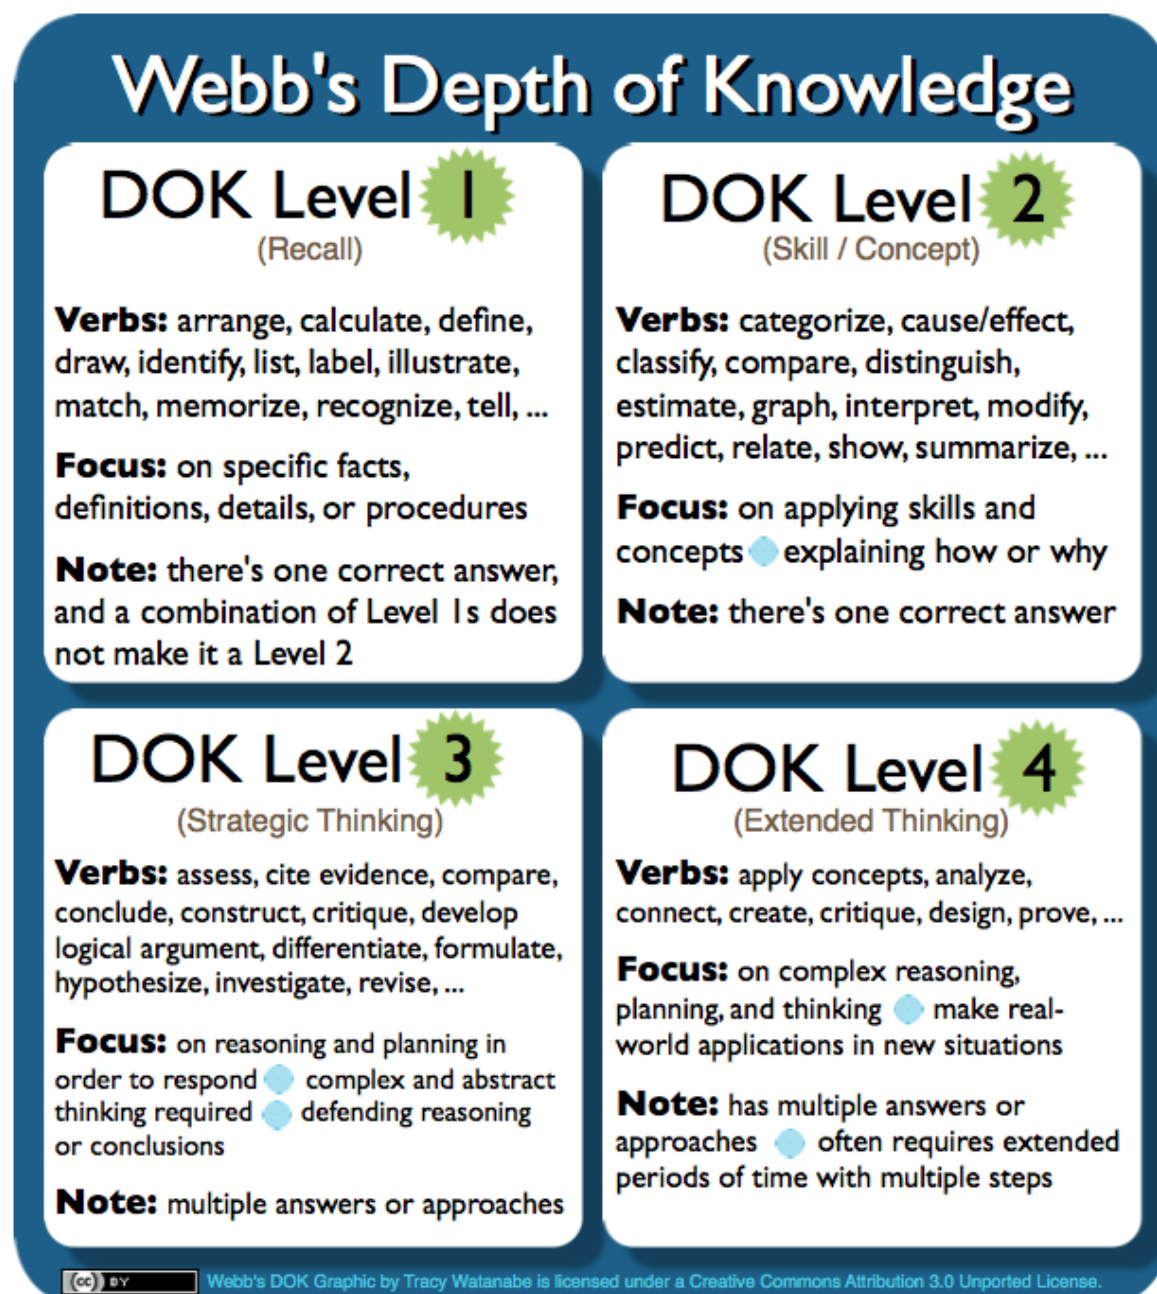 Webb's Depth of Knowledge
DOK Level 1
(Recall)
Verbs: arrange, calculate, define,
draw, identify, list, label, illustrate,
match, memorize, recognize, tell, ...
Focus: on specific facts,
definitions, details, or procedures
Note: there's one correct answer,
and a combination of Level 1s does
not make it a Level 2
DOK Level 2
(Skill / Concept)
Verbs: categorize, cause/effect,
classify, compare, distinguish,
estimate, graph, interpret, modify,
predict, relate, show, summarize, ...
Focus: on applying skills and
concepts explaining how or why
Note: there's one correct answer
DOK Level 3
(Strategic Thinking)
Verbs: assess, cite evidence, compare,
conclude, construct, critique, develop
logical argument, differentiate, formulate,
hypothesize, investigate, revise, ...
Focus: on reasoning and planning in
order to respond complex and abstract
thinking required defending reasoning
or conclusions
Note: multiple answers or approaches
DOK Level 4
(Extended Thinking)
Verbs: apply concepts, analyze,
connect, create, critique, design, prove, ...
Focus: on complex reasoning,
planning, and thinking make real-
world applications in new situations
Note: has multiple answers or
approaches often requires extended
periods of time with multiple steps
(cc) BY
Webb's DOK Graphic by Tracy Watanabe is licensed under a Creative Commons Attribution 3.0 Unported License.